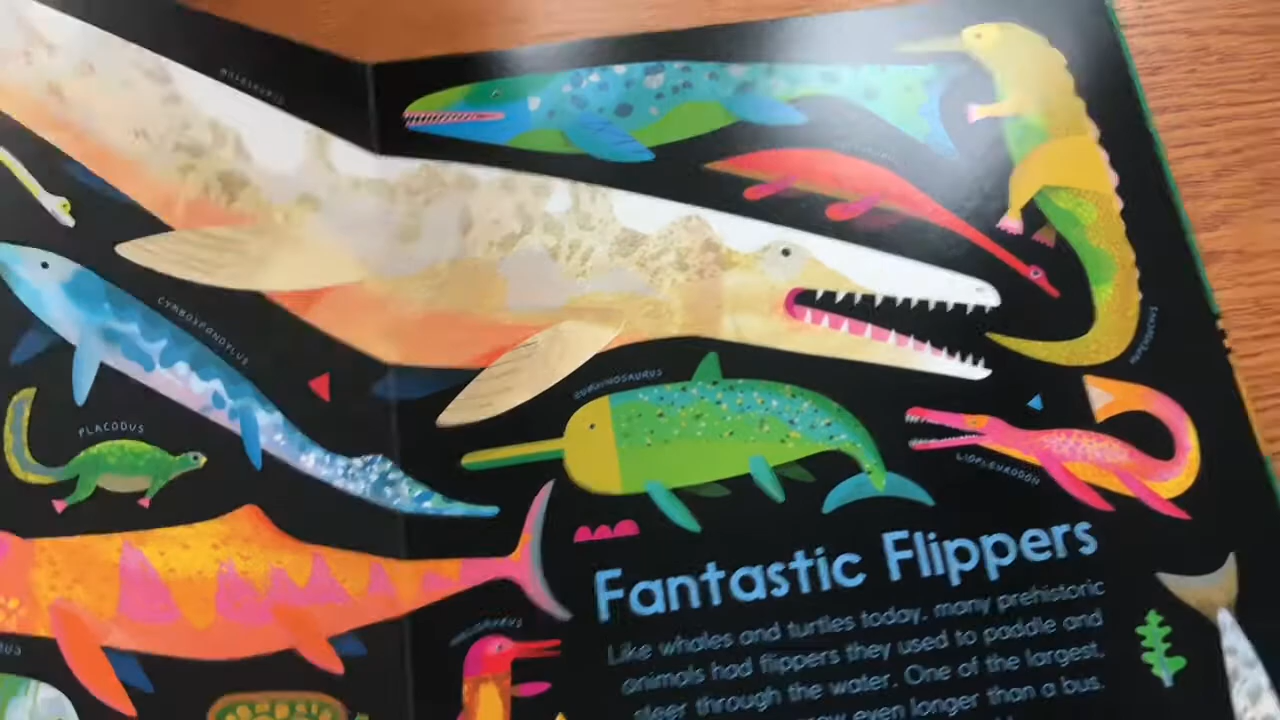 MOSASAURUS
CYMBOSPONDYLUS
PLACODUS
LIOPLEURODON
Fantastic Flippers
Like whales and turtles today, many prehistoric
animals had flippers they used to paddle and
steer through the water. One of the largest,
even longer than a bus.